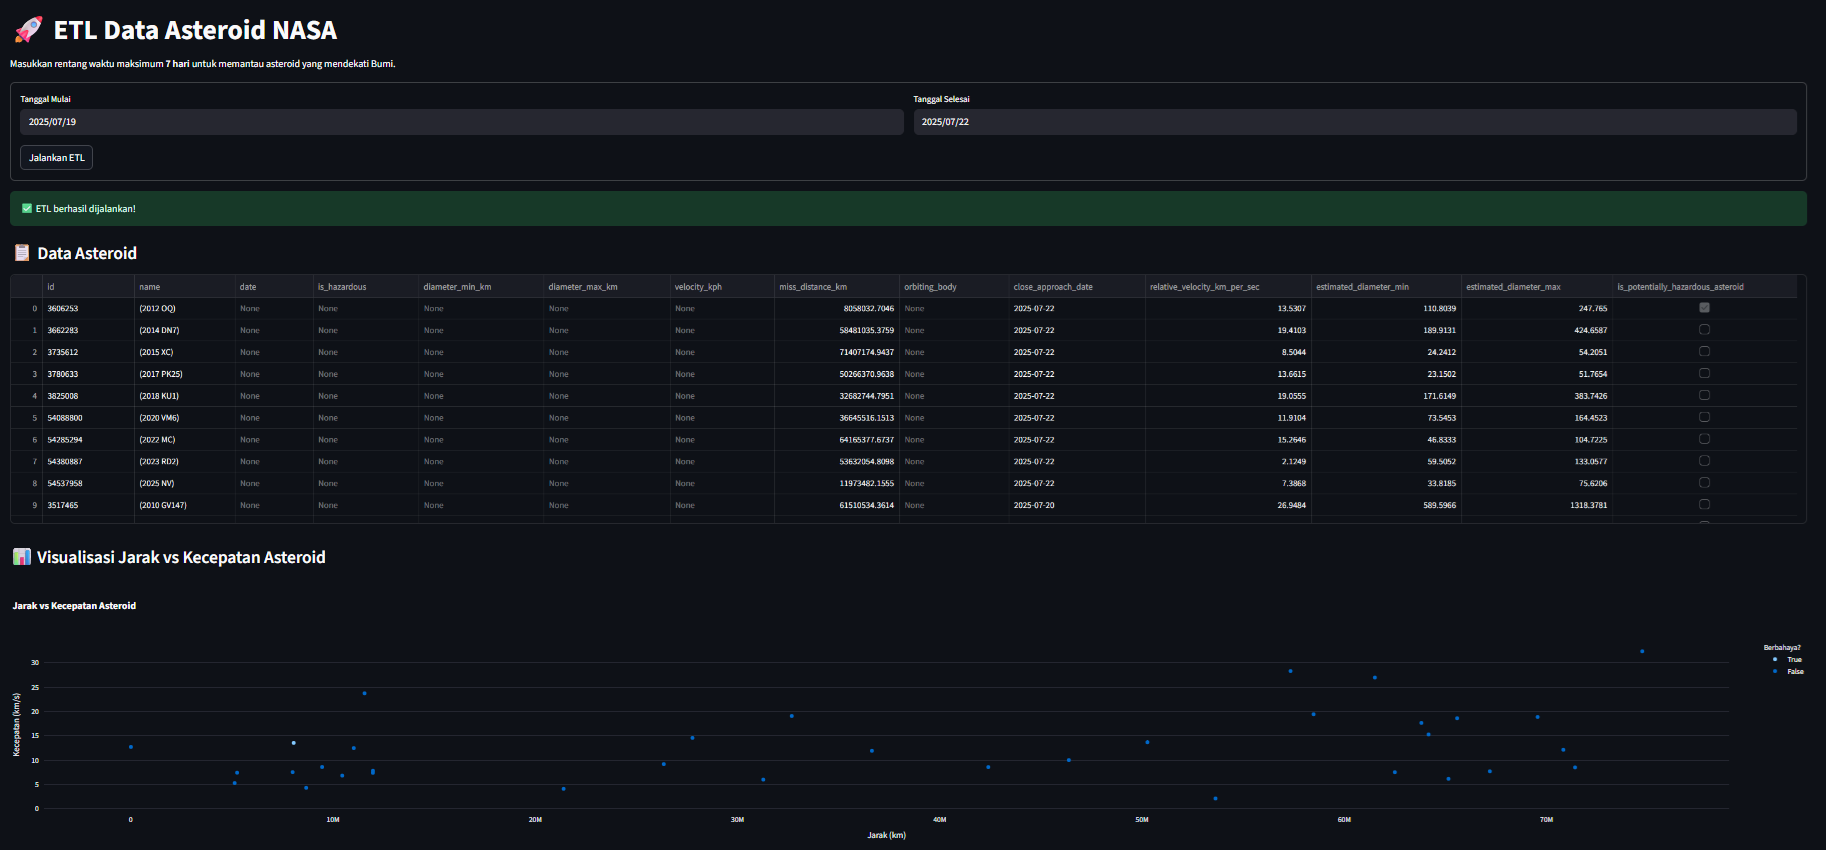 🚀 ETL Data Asteroid NASA
Masukkan rentang waktu maksimum 7 hari untuk memantau asteroid yang mendekati Bumi.
Tanggal Mulai Tanggal Selesai
2025/07/19 2025/07/22
Jalankan ETL
✅ ETL berhasil dijalankan!
📋 Data Asteroid
id name date is_hazardous diameter_min_km diameter_max_km velocity_kph miss_distance_km orbiting_body close_approach_date relative_velocity_km_per_sec estimated_diameter_min estimated_diameter_max is_potentially_hazardous_asteroid
0 3606253 (2012 OQ) None None None None None 8058032.7046 None 2025-07-22 13.5307 110.8039 247.765
1 3662283 (2014 DN7) None None None None None 58481035.3759 None 2025-07-22 19.4103 189.9131 424.6587
2 3735612 (2015 XC) None None None None None 71407174.9437 None 2025-07-22 8.5044 24.2412 54.2051
3 3780633 (2017 PK25) None None None None None 50266370.9638 None 2025-07-22 13.6615 23.1502 51.7654
4 3825008 (2018 KU1) None None None None None 32682744.7951 None 2025-07-22 19.0555 171.6149 383.7426
5 54088800 (2020 VM6) None None None None None 36645516.1513 None 2025-07-22 11.9104 73.5453 164.4523
6 54285294 (2022 MC) None None None None None 64165377.6737 None 2025-07-22 15.2646 46.8333 104.7225
7 54380887 (2023 RD2) None None None None None 53632054.8098 None 2025-07-22 2.1249 59.5052 133.0577
8 54537958 (2025 NV) None None None None None 11973482.1555 None 2025-07-22 7.3868 33.8185 75.6206
9 3517465 (2010 GV147) None None None None None 61510534.3614 None 2025-07-20 26.9484 589.5966 1318.3781
📊 Visualisasi Jarak vs Kecepatan Asteroid
Jarak vs Kecepatan Asteroid
Berbahaya?
True
False
Kecepatan (km/s)
30
25
20
15
10
5
0
0 10M 20M 30M 40M 50M 60M 70M
Jarak (km)